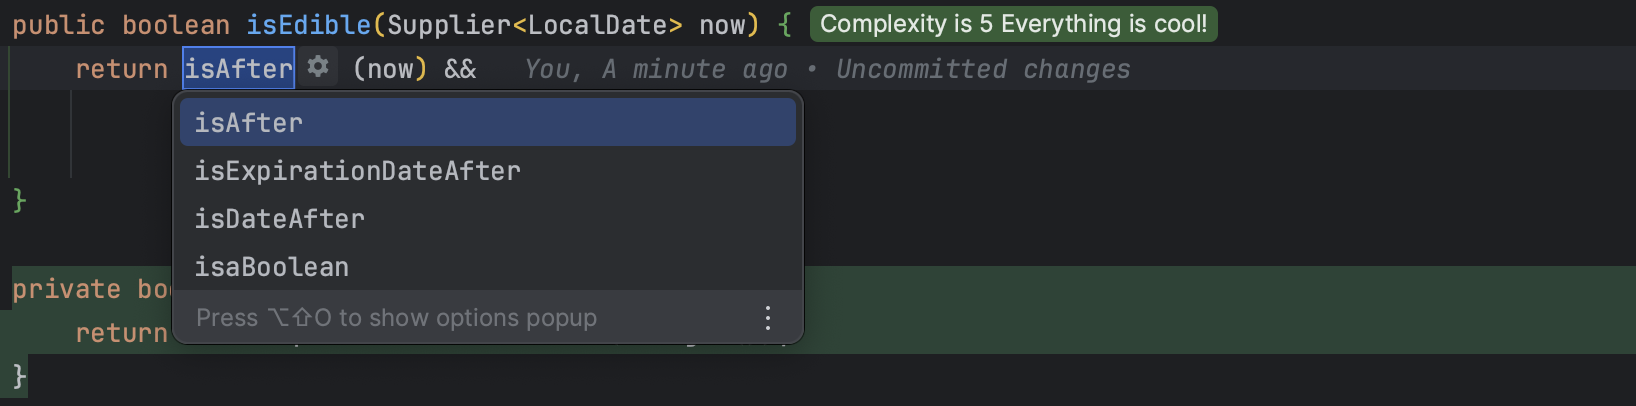 public boolean isEdible(Supplier<LocalDate> now) { Complexity is 5 Everything is cool!
return isAfter (now) && You, A minute ago • Uncommitted changes
isAfter
isExpirationDateAfter
}
isDateAfter
isaBoolean
private
Press ⌥⇧O to show options popup
return
}